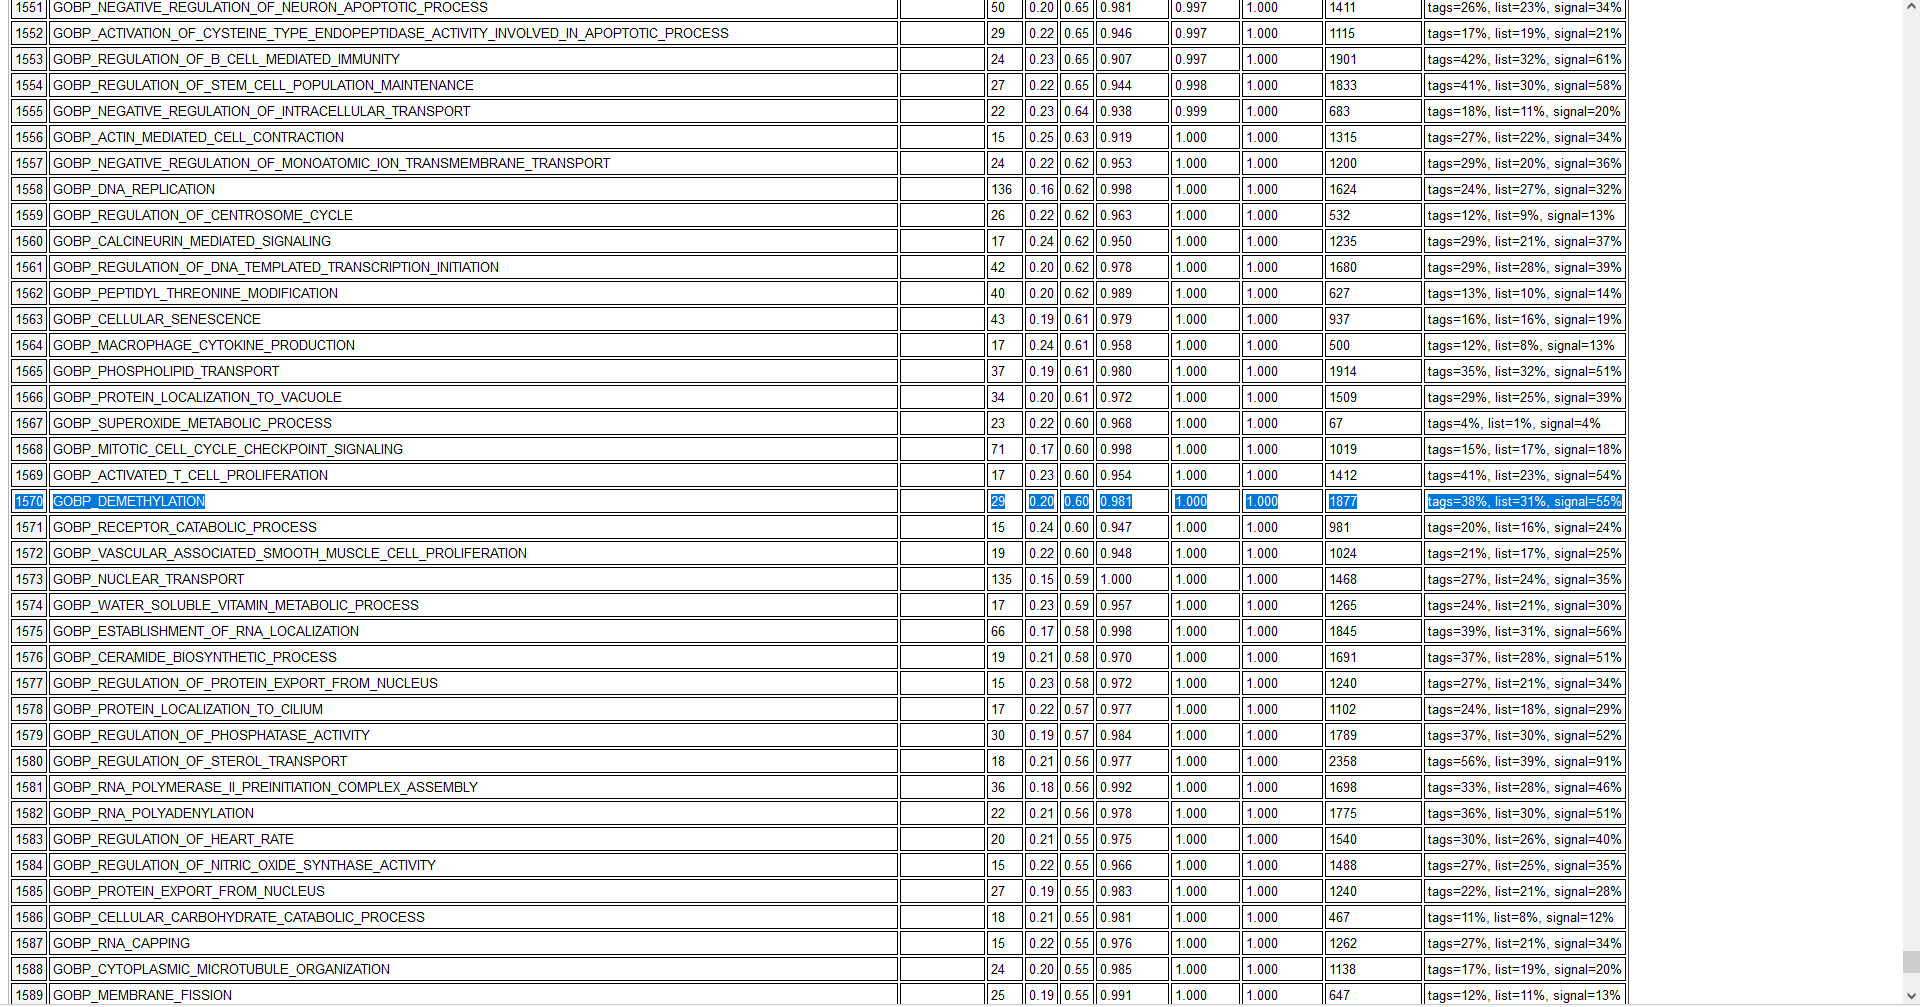 1551 GOBP_NEGATIVE_REGULATION_OF_NEURON_APOPTOTIC_PROCESS 50 0.20 0.65 0.981 0.997 1.000 1411 tags=26%, list=23%, signal=34%
1552 GOBP_ACTIVATION_OF_CYSTEINE_TYPE_ENDOPEPTIDASE_ACTIVITY_INVOLVED_IN_APOPTOTIC_PROCESS 29 0.22 0.65 0.946 0.997 1.000 1115 tags=17%, list=19%, signal=21%
1553 GOBP_REGULATION_OF_B_CELL_MEDIATED_IMMUNITY 24 0.23 0.65 0.907 0.997 1.000 1901 tags=42%, list=32%, signal=61%
1554 GOBP_REGULATION_OF_STEM_CELL_POPULATION_MAINTENANCE 27 0.22 0.65 0.944 0.998 1.000 1833 tags=41%, list=30%, signal=58%
1555 GOBP_NEGATIVE_REGULATION_OF_INTRACELLULAR_TRANSPORT 22 0.23 0.64 0.938 0.999 1.000 683 tags=18%, list=11%, signal=20%
1556 GOBP_ACTIN_MEDIATED_CELL_CONTRACTION 15 0.25 0.63 0.919 1.000 1.000 1315 tags=27%, list=22%, signal=34%
1557 GOBP_NEGATIVE_REGULATION_OF_MONOATOMIC_ION_TRANSMEMBRANE_TRANSPORT 24 0.22 0.62 0.953 1.000 1.000 1200 tags=29%, list=20%, signal=36%
1558 GOBP_DNA_REPLICATION 136 0.16 0.62 0.998 1.000 1.000 1624 tags=24%, list=27%, signal=32%
1559 GOBP_REGULATION_OF_CENTROSOME_CYCLE 26 0.22 0.62 0.963 1.000 1.000 532 tags=12%, list=9%, signal=13%
1560 GOBP_CALCINEURIN_MEDIATED_SIGNALING 17 0.24 0.62 0.950 1.000 1.000 1235 tags=29%, list=21%, signal=37%
1561 GOBP_REGULATION_OF_DNA_TEMPLATED_TRANSCRIPTION_INITIATION 42 0.20 0.62 0.978 1.000 1.000 1680 tags=29%, list=28%, signal=39%
1562 GOBP_PEPTIDYL_THREONINE_MODIFICATION 40 0.20 0.62 0.989 1.000 1.000 627 tags=13%, list=10%, signal=14%
1563 GOBP_CELLULAR_SENESCENCE 43 0.19 0.61 0.979 1.000 1.000 937 tags=16%, list=16%, signal=19%
1564 GOBP_MACROPHAGE_CYTOKINE_PRODUCTION 17 0.24 0.61 0.958 1.000 1.000 500 tags=12%, list=8%, signal=13%
1565 GOBP_PHOSPHOLIPID_TRANSPORT 37 0.19 0.61 0.980 1.000 1.000 1914 tags=35%, list=32%, signal=51%
1566 GOBP_PROTEIN_LOCALIZATION_TO_VACUOLE 34 0.20 0.61 0.972 1.000 1.000 1509 tags=29%, list=25%, signal=39%
1567 GOBP_SUPEROXIDE_METABOLIC_PROCESS 23 0.22 0.60 0.968 1.000 1.000 67 tags=4%, list=1%, signal=4%
1568 GOBP_MITOTIC_CELL_CYCLE_CHECKPOINT_SIGNALING 71 0.17 0.60 0.998 1.000 1.000 1019 tags=15%, list=17%, signal=18%
1569 GOBP_ACTIVATED_T_CELL_PROLIFERATION 17 0.23 0.60 0.954 1.000 1.000 1412 tags=41%, list=23%, signal=54%
1570 GOBP_DEMETHYLATION 29 0.20 0.60 0.981 1.000 1.000 1877 tags=38%, list=31%, signal=55%
1571 GOBP_RECEPTOR_CATABOLIC_PROCESS 15 0.24 0.60 0.947 1.000 1.000 981 tags=20%, list=16%, signal=24%
1572 GOBP_VASCULAR_ASSOCIATED_SMOOTH_MUSCLE_CELL_PROLIFERATION 19 0.22 0.60 0.948 1.000 1.000 1024 tags=21%, list=17%, signal=25%
1573 GOBP_NUCLEAR_TRANSPORT 135 0.15 0.59 1.000 1.000 1.000 1468 tags=27%, list=24%, signal=35%
1574 GOBP_WATER_SOLUBLE_VITAMIN_METABOLIC_PROCESS 17 0.23 0.59 0.957 1.000 1.000 1265 tags=24%, list=21%, signal=30%
1575 GOBP_ESTABLISHMENT_OF_RNA_LOCALIZATION 66 0.17 0.58 0.998 1.000 1.000 1845 tags=39%, list=31%, signal=56%
1576 GOBP_CERAMIDE_BIOSYNTHETIC_PROCESS 19 0.21 0.58 0.970 1.000 1.000 1691 tags=37%, list=28%, signal=51%
1577 GOBP_REGULATION_OF_PROTEIN_EXPORT_FROM_NUCLEUS 15 0.23 0.58 0.972 1.000 1.000 1240 tags=27%, list=21%, signal=34%
1578 GOBP_PROTEIN_LOCALIZATION_TO_CILIUM 17 0.22 0.57 0.977 1.000 1.000 1102 tags=24%, list=18%, signal=29%
1579 GOBP_REGULATION_OF_PHOSPHATASE_ACTIVITY 30 0.19 0.57 0.984 1.000 1.000 1789 tags=37%, list=30%, signal=52%
1580 GOBP_REGULATION_OF_STEROL_TRANSPORT 18 0.21 0.56 0.977 1.000 1.000 2358 tags=56%, list=39%, signal=91%
1581 GOBP_RNA_POLYMERASE_II_PREINITIATION_COMPLEX_ASSEMBLY 36 0.18 0.56 0.992 1.000 1.000 1698 tags=33%, list=28%, signal=46%
1582 GOBP_RNA_POLYADENYLATION 22 0.21 0.56 0.978 1.000 1.000 1775 tags=36%, list=30%, signal=51%
1583 GOBP_REGULATION_OF_HEART_RATE 20 0.21 0.55 0.975 1.000 1.000 1540 tags=30%, list=26%, signal=40%
1584 GOBP_REGULATION_OF_NITRIC_OXIDE_SYNTHASE_ACTIVITY 15 0.22 0.55 0.966 1.000 1.000 1488 tags=27%, list=25%, signal=35%
1585 GOBP_PROTEIN_EXPORT_FROM_NUCLEUS 27 0.19 0.55 0.983 1.000 1.000 1240 tags=22%, list=21%, signal=28%
1586 GOBP_CELLULAR_CARBOHYDRATE_CATABOLIC_PROCESS 18 0.21 0.55 0.981 1.000 1.000 467 tags=11%, list=8%, signal=12%
1587 GOBP_RNA_CAPPING 15 0.22 0.55 0.976 1.000 1.000 1262 tags=27%, list=21%, signal=34%
1588 GOBP_CYTOPLASMIC_MICROTUBULE_ORGANIZATION 24 0.20 0.55 0.985 1.000 1.000 1138 tags=17%, list=19%, signal=20%
1589 GOBP_MEMBRANE_FISSION 25 0.19 0.55 0.991 1.000 1.000 647 tags=12%, list=11%, signal=13%